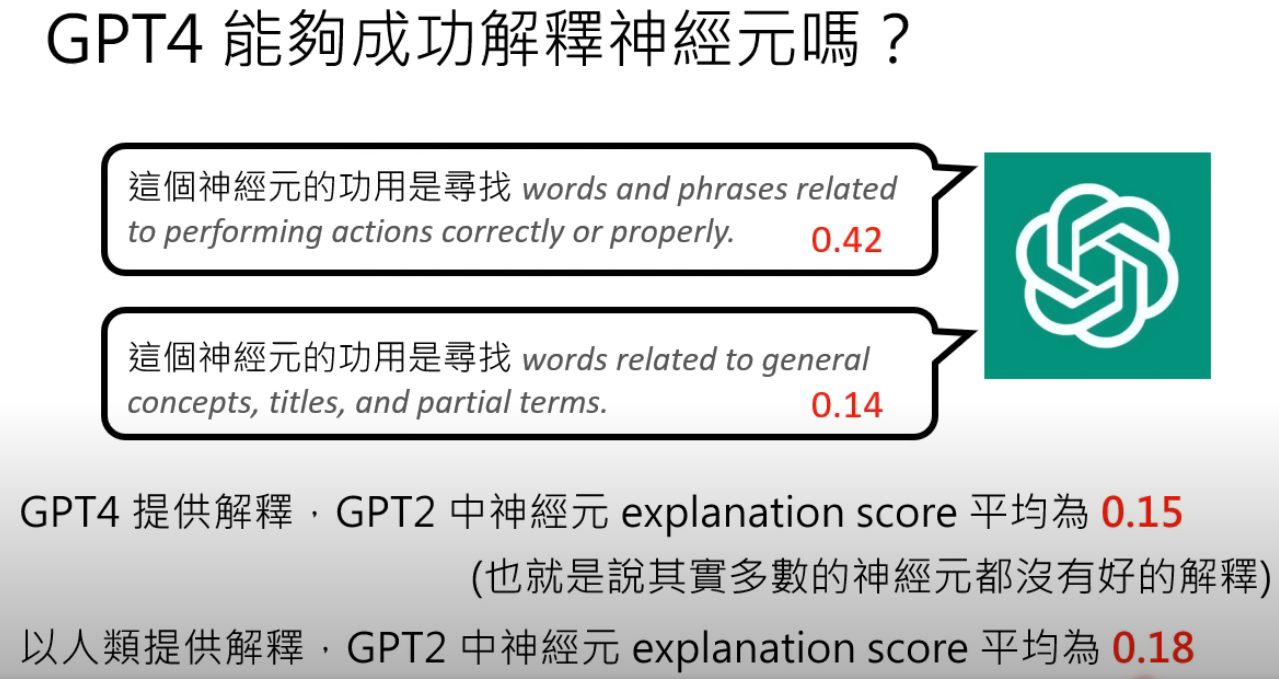 GPT4 能夠成功解釋神經元嗎？
這個神經元的功用是尋找 words and phrases related
to performing actions correctly or properly.
0.42
這個神經元的功用是尋找 words related to general
concepts, titles, and partial terms.
0.14
GPT4 提供解釋，GPT2 中神經元 explanation score 平均為 0.15
(也就是說其實多數的神經元都沒有好的解釋)
以人類提供解釋，GPT2 中神經元 explanation score 平均為 0.18